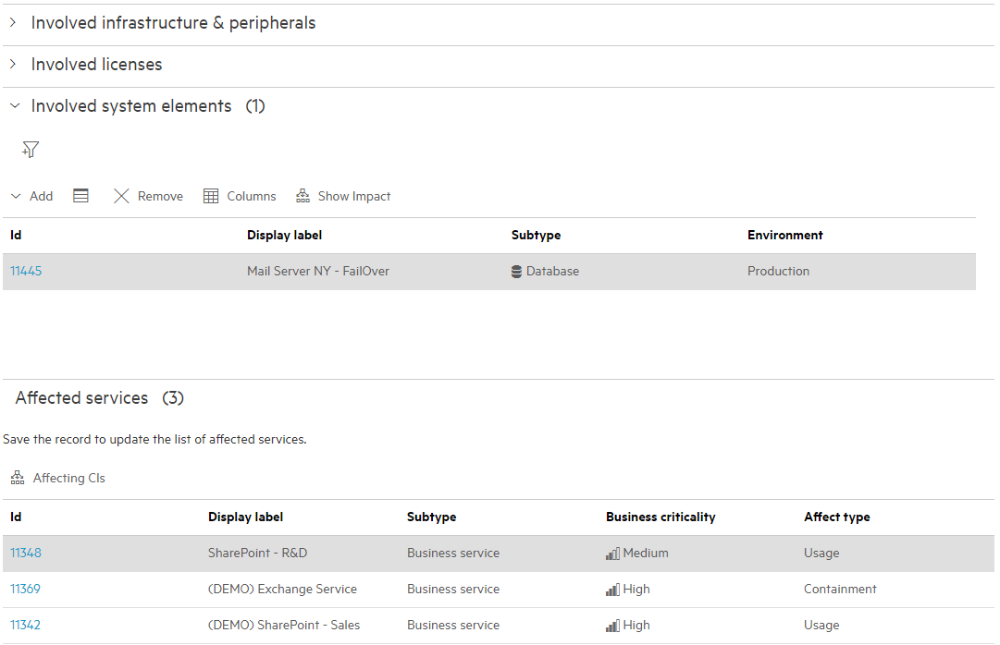 Involved infrastructure & peripherals
Involved licenses
Involved system elements (1)
Add Remove Columns Show Impact
Id Display label Subtype Environment
11445 Mail Server NY - FailOver Database Production
Affected services (3)
Save the record to update the list of affected services.
Affecting CIs
Id Display label Subtype Business criticality Affect type
11348 SharePoint - R&D Business service Medium Usage
11369 (DEMO) Exchange Service Business service High Containment
11342 (DEMO) SharePoint - Sales Business service High Usage